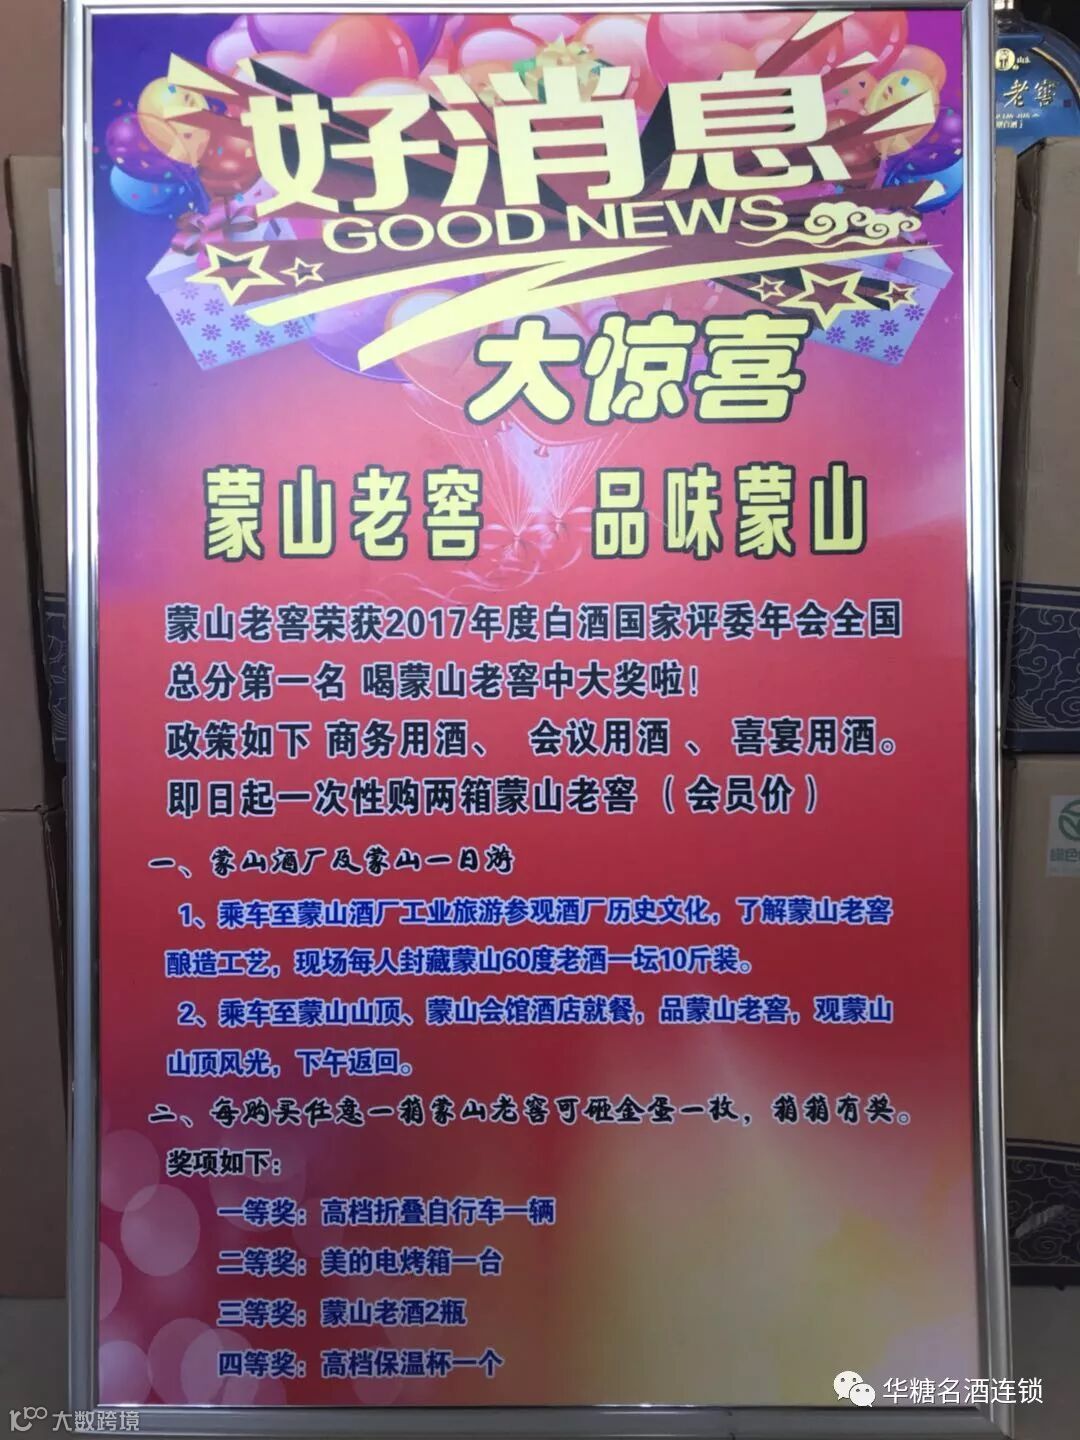 好消息
GOOD NEWS
大惊喜
蒙山老窖 品味蒙山
蒙山老窖荣获2017年度白酒国家评委年会全国
总分第一名 喝蒙山老窖中大奖啦！
政策如下 商务用酒、 会议用酒 、 喜宴用酒。
即日起一次性购两箱蒙山老窖 （会员价）
一、蒙山酒厂及蒙山一日游
1、乘车至蒙山酒厂工业旅游参观酒厂历史文化，了解蒙山老窖
酿造工艺，现场每人封藏蒙山60度老酒一坛10斤装。
2、乘车至蒙山山顶、蒙山会馆酒店就餐，品蒙山老窖，观蒙山
山顶风光，下午返回。
二、每购买任意一箱蒙山老窖可砸金蛋一枚，箱箱有奖。
奖项如下：
一等奖：高档折叠自行车一辆
二等奖：美的电烤箱一台
三等奖：蒙山老酒2瓶
四等奖：高档保温杯一个
老窖
华糖名酒连锁
大数跨境